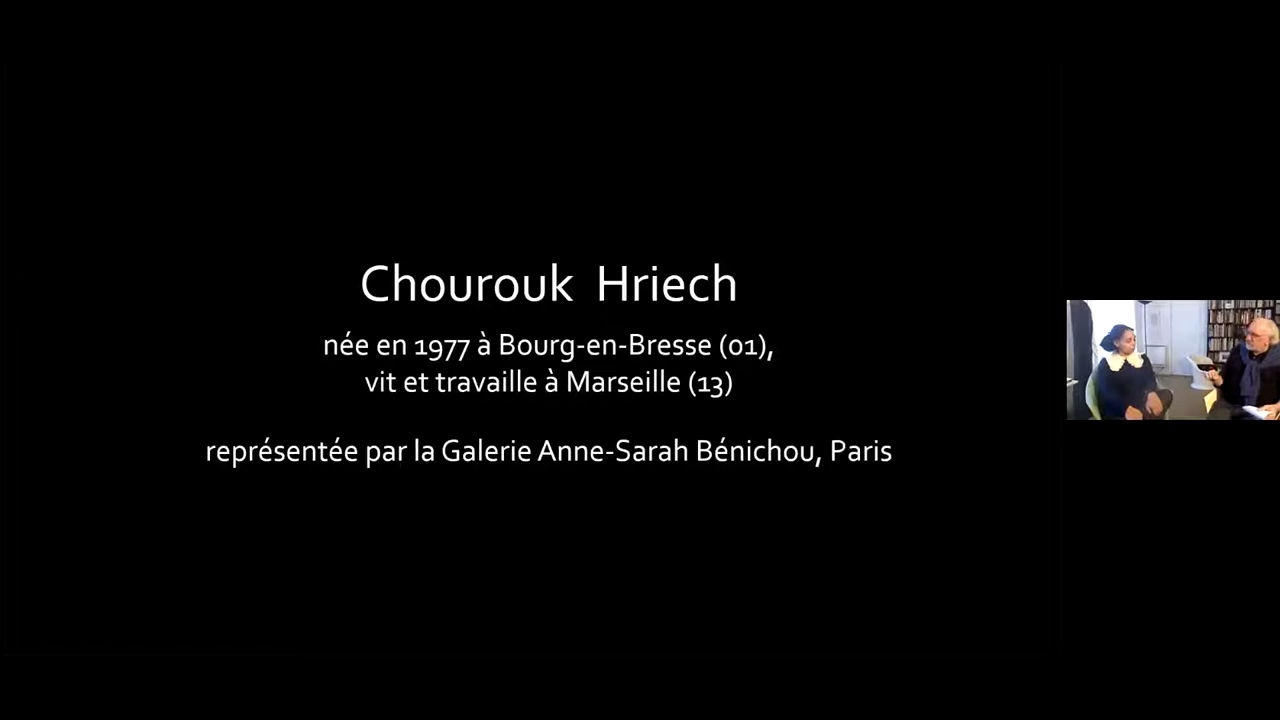 Chourouk Hriech
née en 1977 à Bourg-en-Bresse (01),
vit et travaille à Marseille (13)
représentée par la Galerie Anne-Sarah Bénichou, Paris